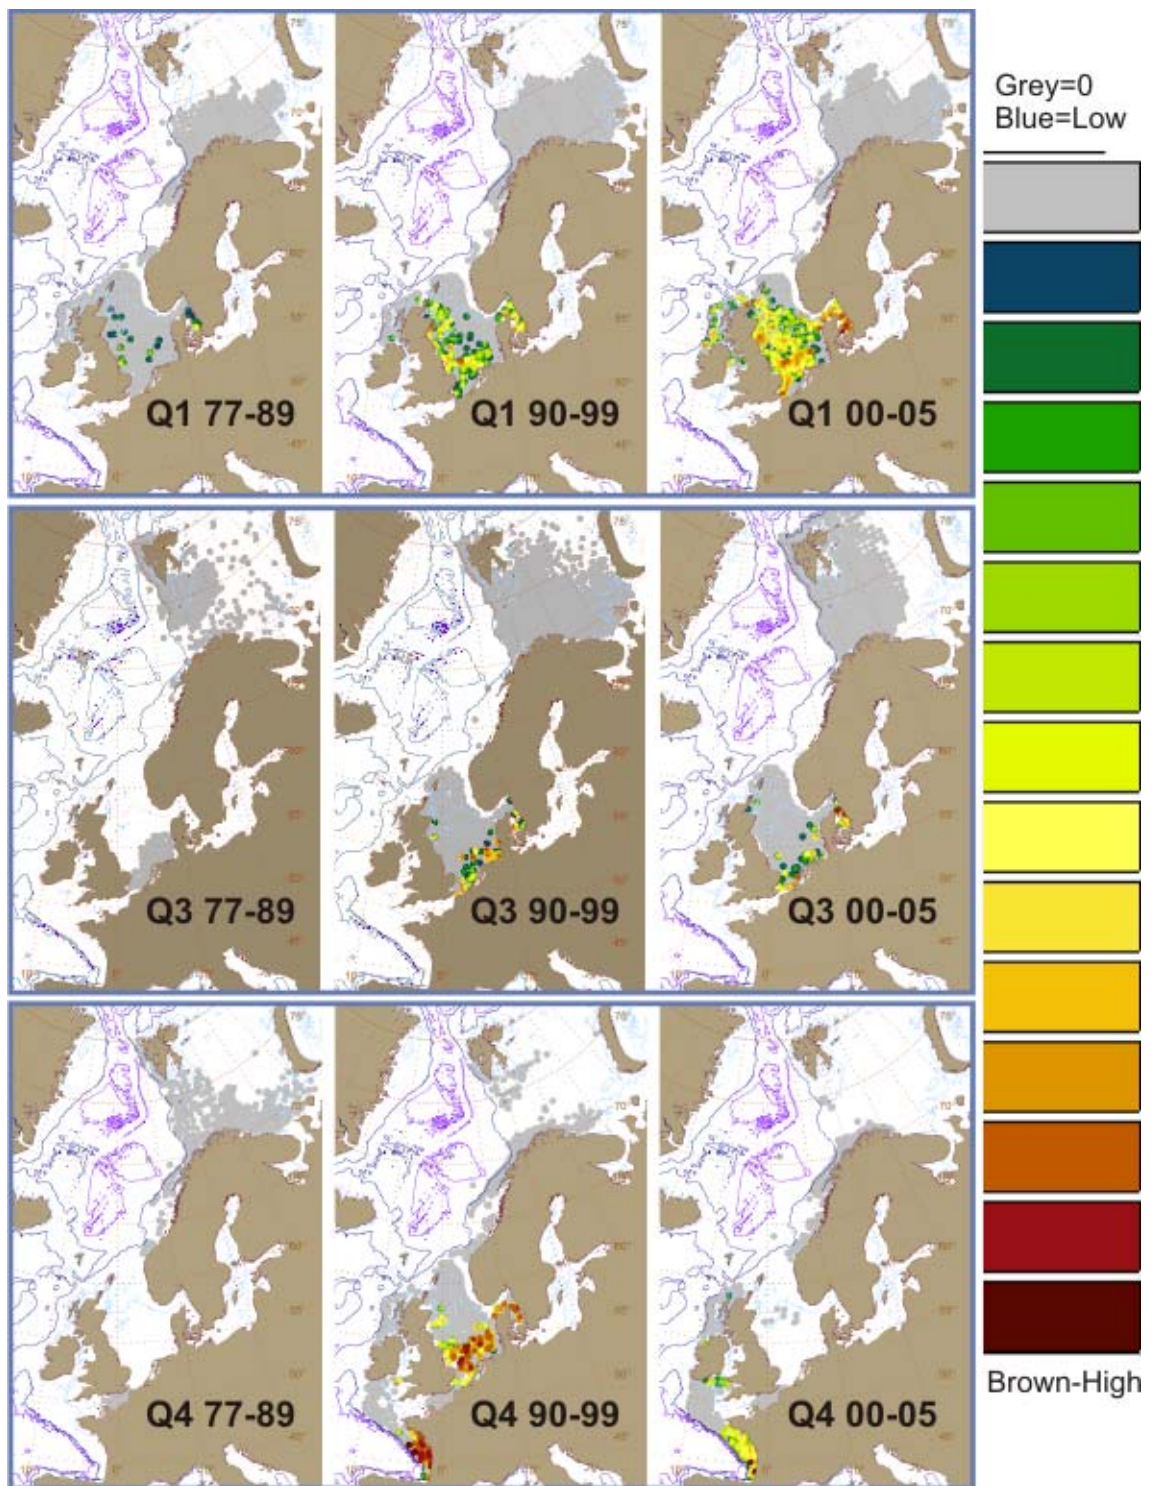 Grey=0
Blue=Low
Q1 77-89
Q1 90-99
Q1 00-05
Q3 77-89
Q3 90-99
Q3 00-05
Q4 77-89
Q4 90-99
Q4 00-05
Brown-High